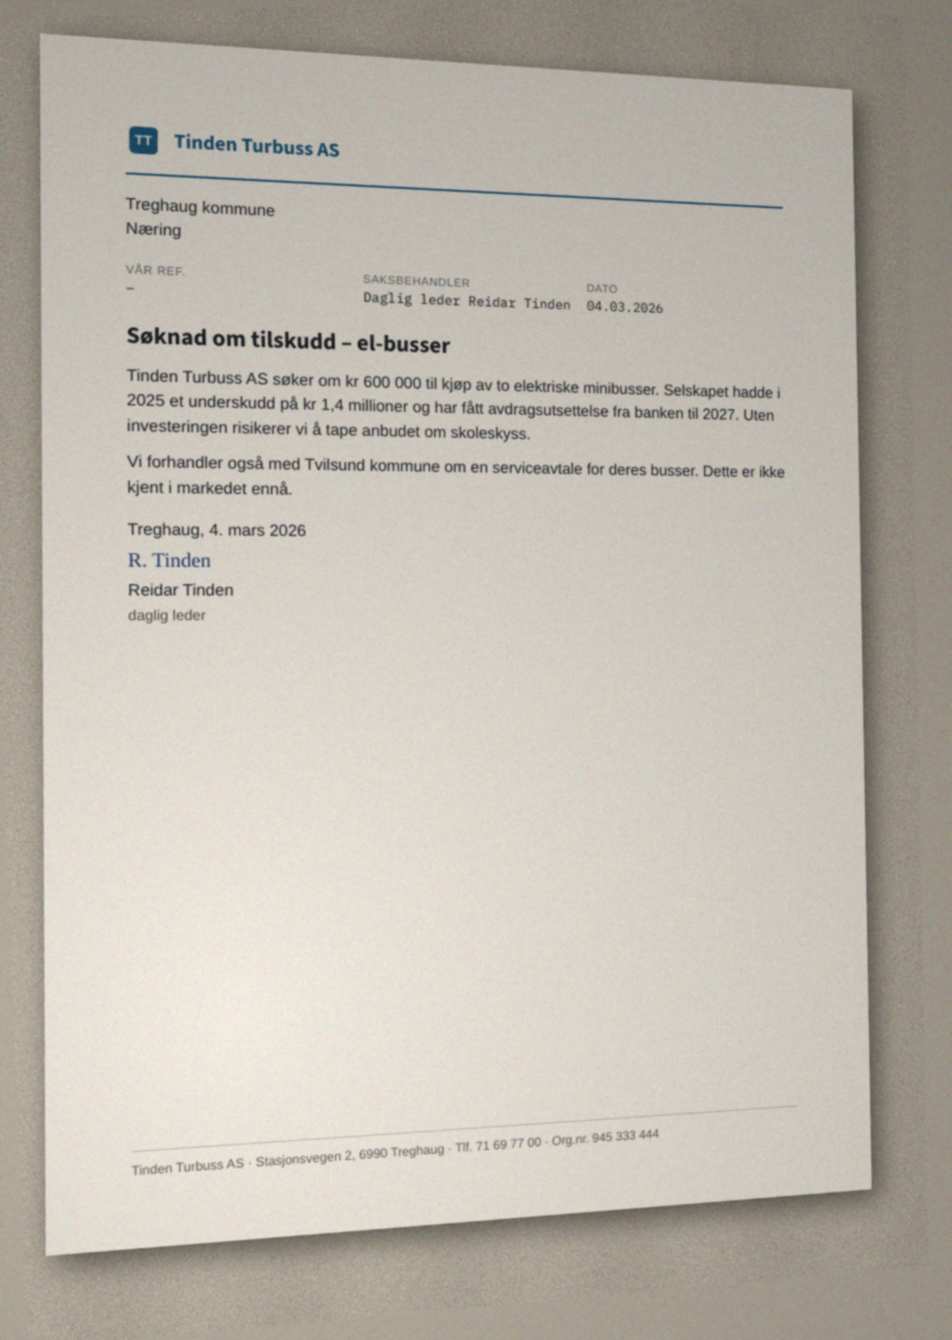 TT Tinden Turbuss AS
Treghaug kommune
Næring
VÅR REF. SAKSBEHANDLER DATO
– Daglig leder Reidar Tinden 04.03.2026
Søknad om tilskudd – el-busser
Tinden Turbuss AS søker om kr 600 000 til kjøp av to elektriske minibusser. Selskapet hadde i
2025 et underskudd på kr 1,4 millioner og har fått avdragsutsettelse fra banken til 2027. Uten
investeringen risikerer vi å tape anbudet om skoleskyss.
Vi forhandler også med Tvilsund kommune om en serviceavtale for deres busser. Dette er ikke
kjent i markedet ennå.
Treghaug, 4. mars 2026
R. Tinden
Reidar Tinden
daglig leder
Tinden Turbuss AS · Stasjonsvegen 2, 6990 Treghaug · Tlf. 71 69 77 00 · Org.nr. 945 333 444